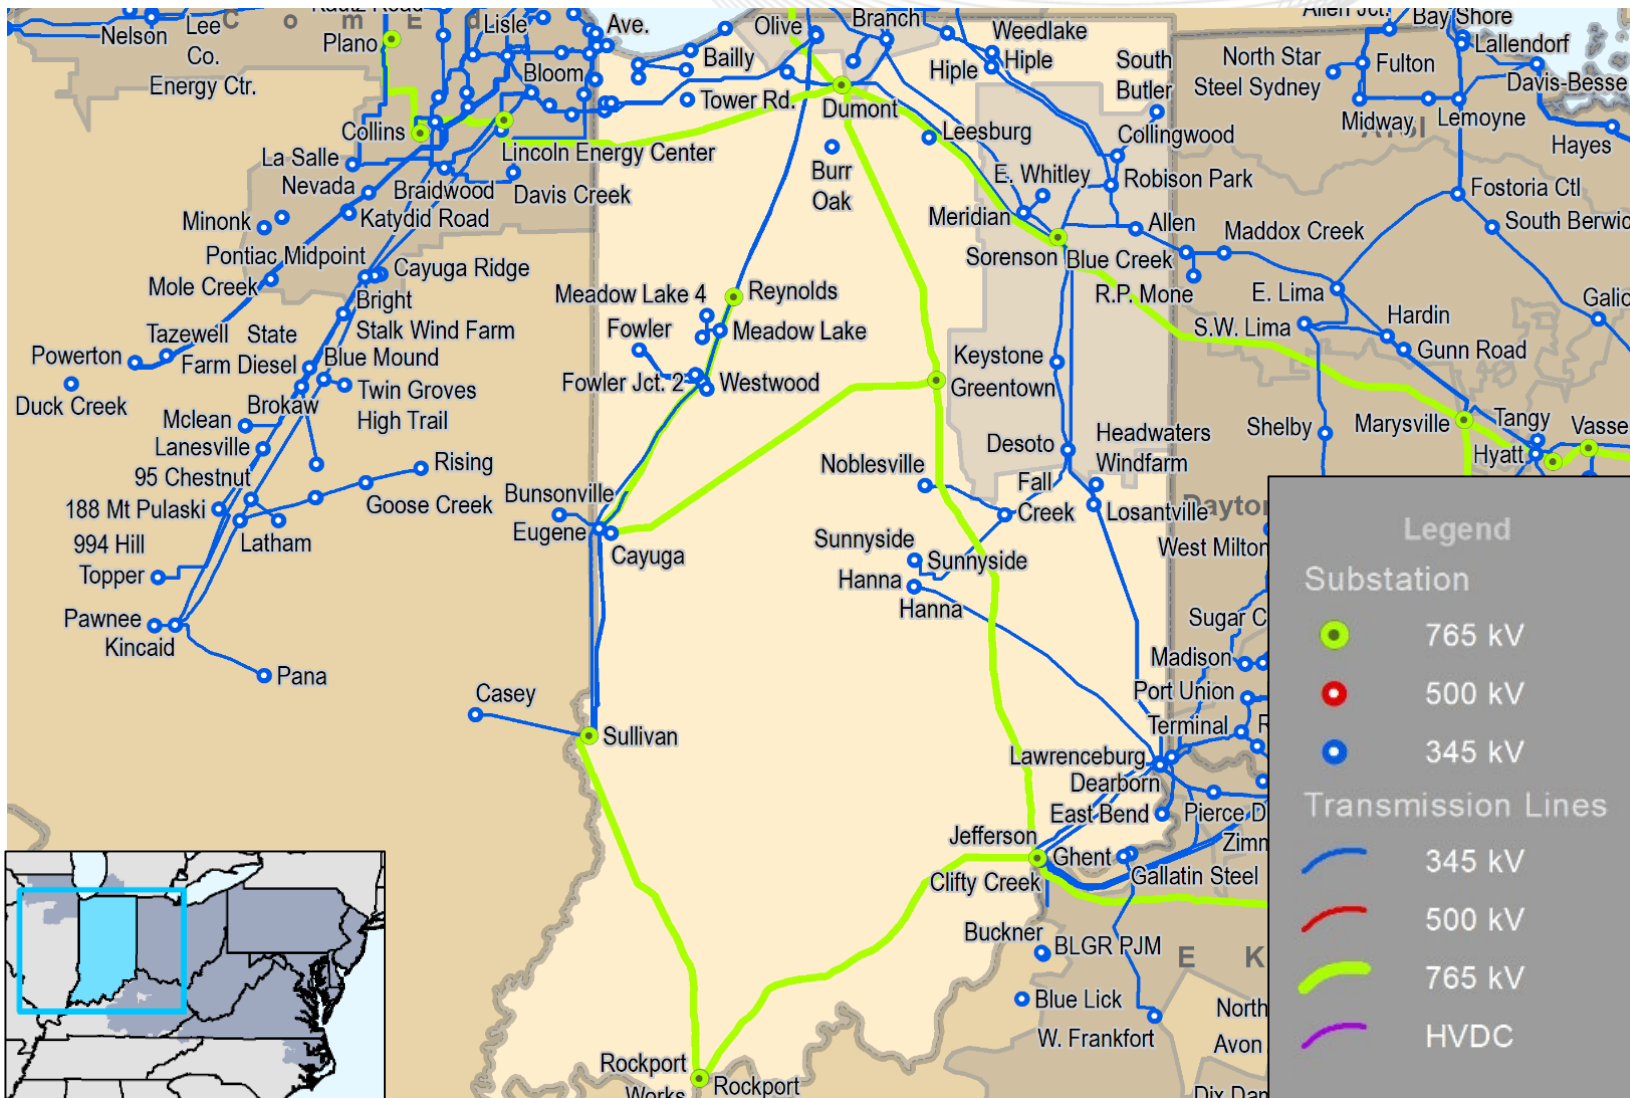 C o m E d
Nelson
Lee
Co.
Energy Ctr.
Plano
Lisle
Ave.
Bailly
Bloom
Tower Rd.
Olive
Branch
Weedlake
Hiple
Hiple
South
Butler
Allen Jct.
Bay Shore
Lallendorf
North Star
Steel Sydney
Fulton
Davis-Besse
Midway
Lemoyne
Hayes
Collins
La Salle
Nevada
Lincoln Energy Center
Braidwood
Davis Creek
Katydid Road
Minonk
Pontiac Midpoint
Dumont
Burr
Oak
Leesburg
E. Whitley
Meridian
Collingwood
Robison Park
Allen
Sorenson
Blue Creek
Maddox Creek
R.P. Mone
Fostoria Ctl
South Berwic
Mole Creek
Cayuga Ridge
Bright
Stalk Wind Farm
Tazewell
State
Farm Diesel
Blue Mound
Powerton
Duck Creek
Twin Groves
High Trail
Mclean
Brokaw
Lanesville
95 Chestnut
188 Mt Pulaski
994 Hill
Topper
Latham
Rising
Goose Creek
Pawnee
Kincaid
Pana
Casey
Meadow Lake 4
Reynolds
Fowler
Meadow Lake
Fowler Jct. 2
Westwood
Bunsonville
Eugene
Cayuga
Sullivan
Keystone
Greentown
Desoto
Headwaters
Windfarm
Noblesville
Fall
Creek
Losantville
Sunnyside
Sunnyside
Hanna
Hanna
E. Lima
S.W. Lima
Hardin
Gunn Road
Galio
Shelby
Marysville
Tangy
Hyatt
Vasse
Dayton
West Milton
Sugar C
Madison
Port Union
Terminal
Lawrenceburg
Dearborn
East Bend
Pierce
Zimm
Jefferson
Clifty Creek
Ghent
Gallatin Steel
Buckner
BLGR PJM
Blue Lick
W. Frankfort
E K
North
Avon
Dix Dam
Rockport
Works
Rockport
Legend
Substation
765 kV
500 kV
345 kV
Transmission Lines
345 kV
500 kV
765 kV
HVDC